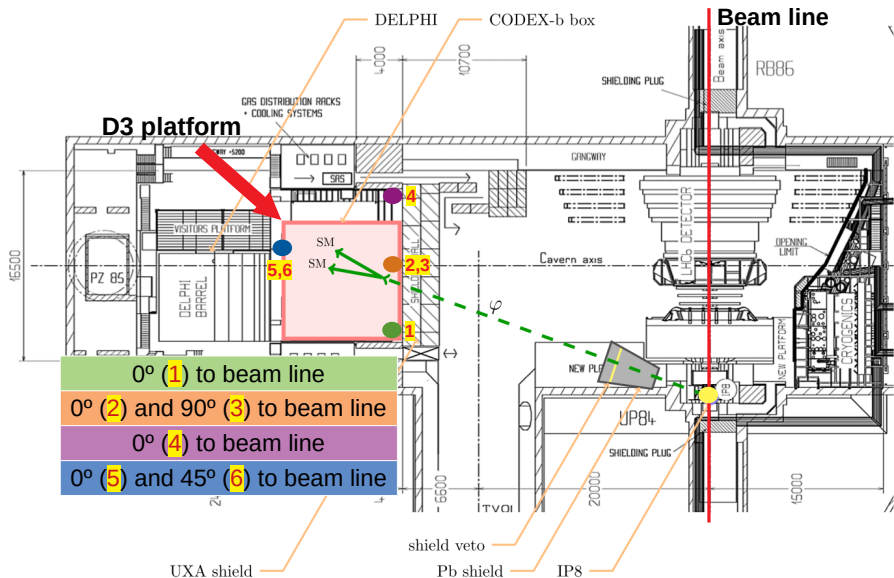 DELPHI
CODEX-b box
Beam line
Beam axis
RB86
4000
10700
SHIELDING PLUG
GAS DISTRIBUTION RACKS
+ COOLING SYSTEMS
D3 platform
GANGWAY
SAS
4
VISITORS PLATFORM
LHCb DETECTOR
OPENING
LIMIT
SM
SM
16500
PZ 85
5,6
2,3
Cavern axis
DELPHI
BARREL
CRYOGENICS
φ
1
NEW PLATFORM
0º (1) to beam line
0º (2) and 90º (3) to beam line
0º (4) to beam line
0º (5) and 45º (6) to beam line
UP84
SHIELDING PLUG
6600
20000
15000
shield veto
UXA shield
Pb shield
IP8